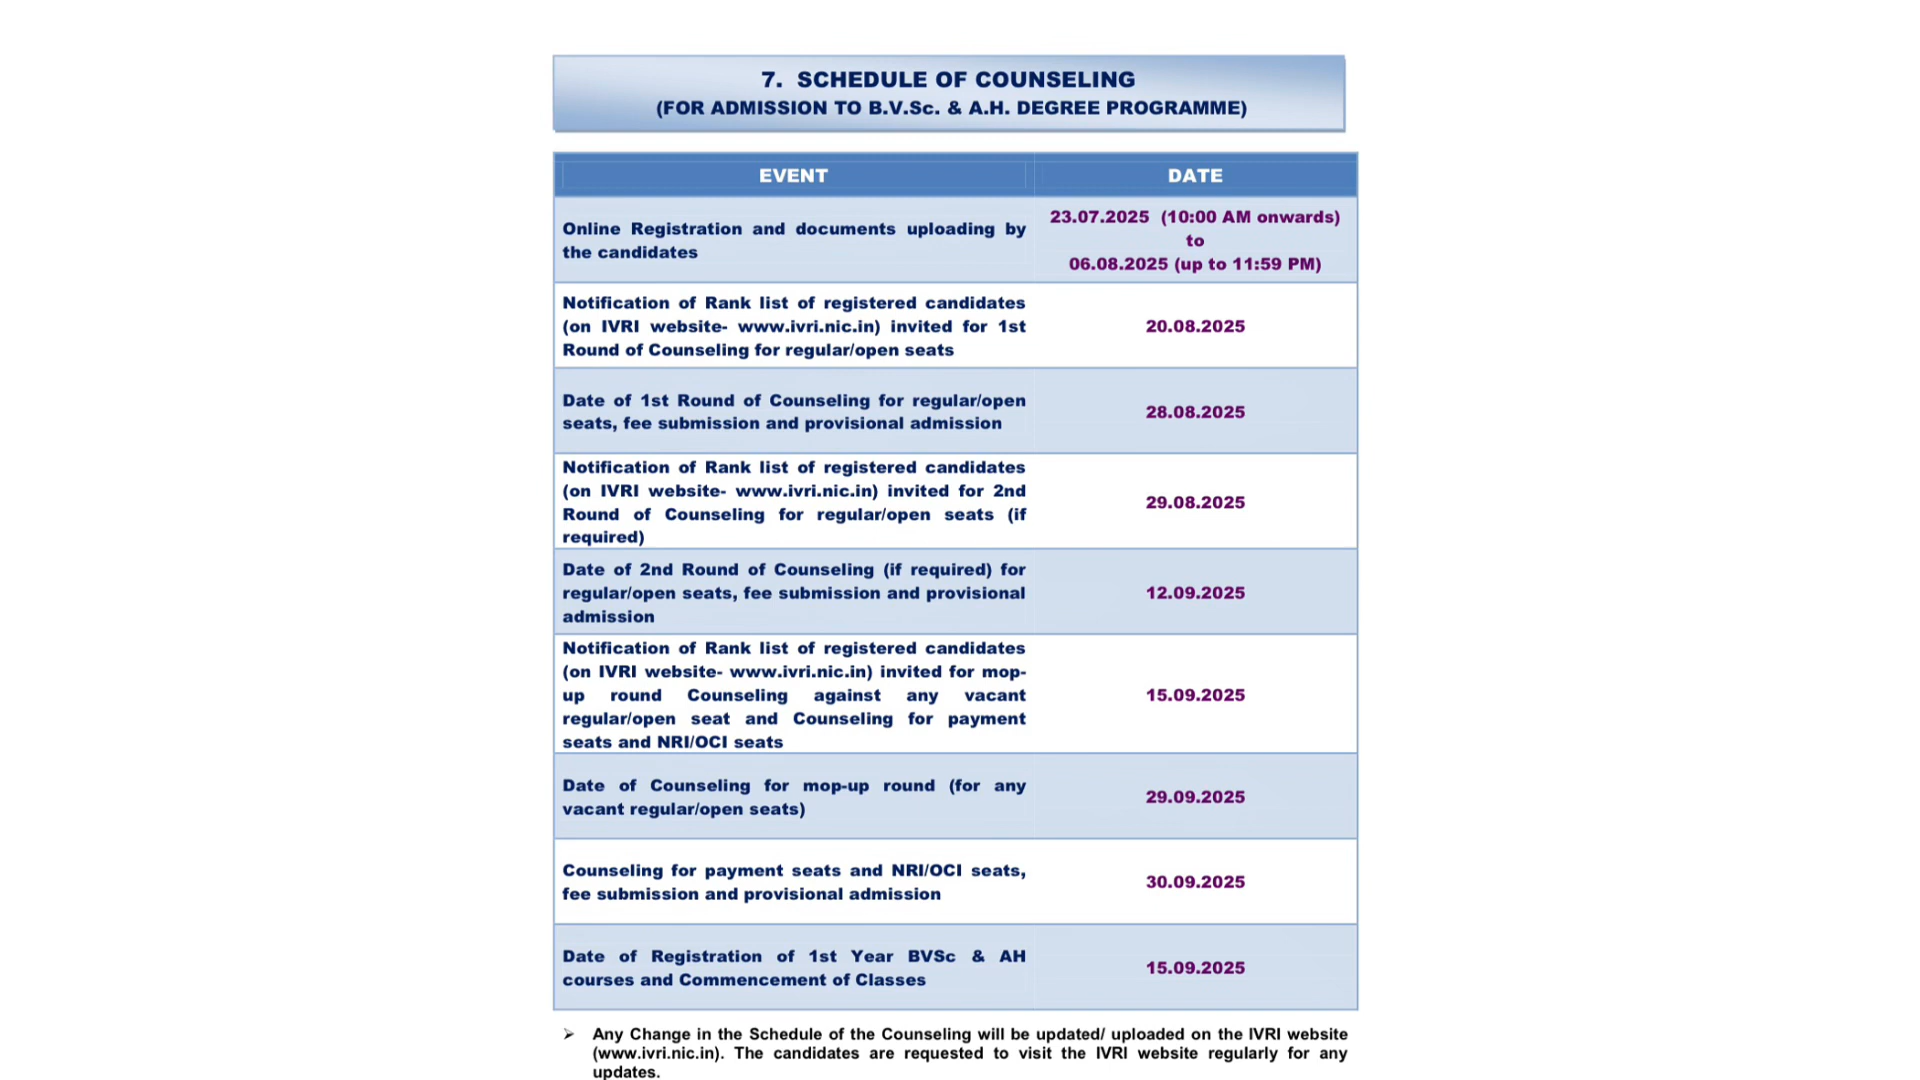 7. SCHEDULE OF COUNSELING
(FOR ADMISSION TO B.V.Sc. & A.H. DEGREE PROGRAMME)
EVENT DATE
Online Registration and documents uploading by
the candidates
23.07.2025 (10:00 AM onwards)
to
06.08.2025 (up to 11:59 PM)
Notification of Rank list of registered candidates
(on IVRI website- www.ivri.nic.in) invited for 1st
Round of Counseling for regular/open seats
20.08.2025
Date of 1st Round of Counseling for regular/open
seats, fee submission and provisional admission
28.08.2025
Notification of Rank list of registered candidates
(on IVRI website- www.ivri.nic.in) invited for 2nd
Round of Counseling for regular/open seats (if
required)
29.08.2025
Date of 2nd Round of Counseling (if required) for
regular/open seats, fee submission and provisional
admission
12.09.2025
Notification of Rank list of registered candidates
(on IVRI website- www.ivri.nic.in) invited for mop-
up round Counseling against any vacant
regular/open seat and Counseling for payment
seats and NRI/OCI seats
15.09.2025
Date of Counseling for mop-up round (for any
vacant regular/open seats)
29.09.2025
Counseling for payment seats and NRI/OCI seats,
fee submission and provisional admission
30.09.2025
Date of Registration of 1st Year BVSc & AH
courses and Commencement of Classes
15.09.2025
➢ Any Change in the Schedule of the Counseling will be updated/ uploaded on the IVRI website
(www.ivri.nic.in). The candidates are requested to visit the IVRI website regularly for any
updates.